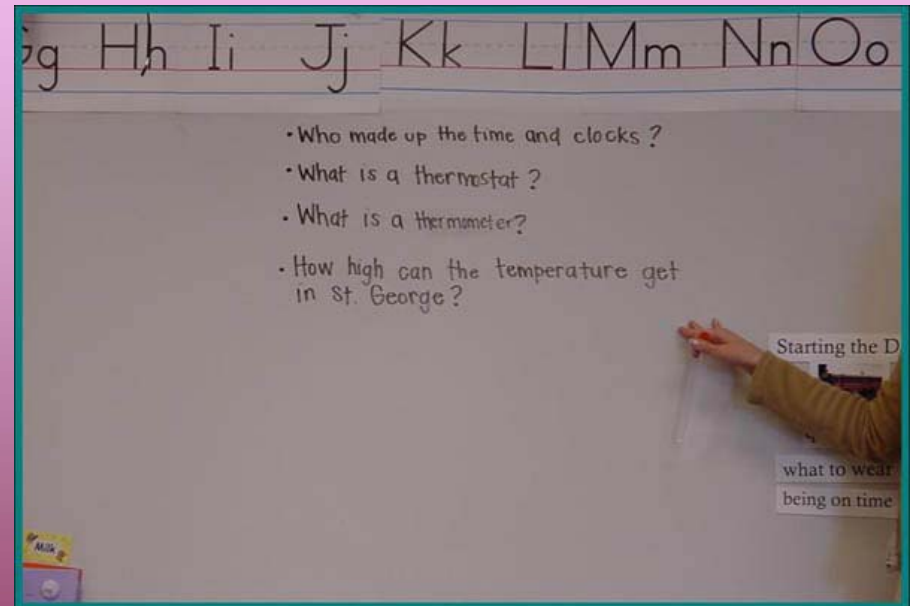 Gg Hh Ii Jj Kk Ll Mm Nn Oo
• Who made up the time and clocks?
• What is a thermostat?
• What is a thermometer?
• How high can the temperature get
in St. George?
Starting the D
what to wear
being on time
Milk